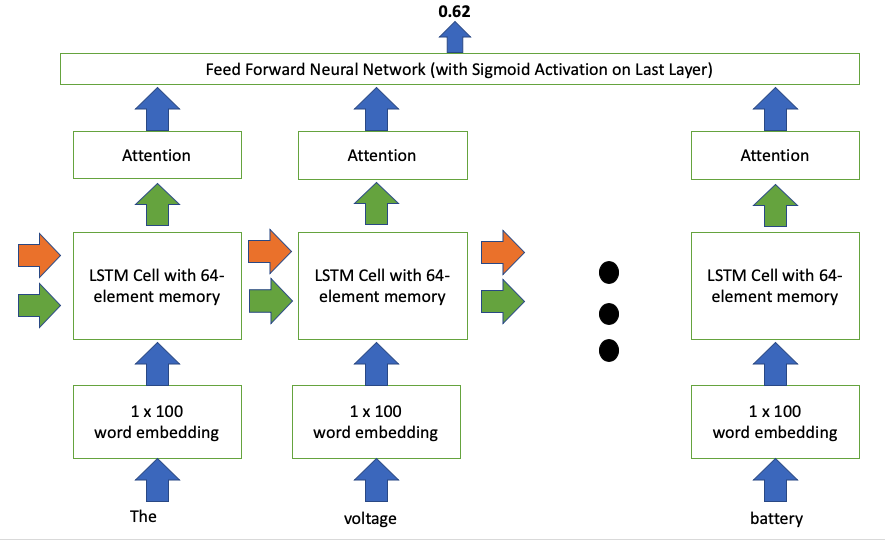 0.62
Feed Forward Neural Network (with Sigmoid Activation on Last Layer)
Attention
Attention
Attention
LSTM Cell with 64-
element memory
LSTM Cell with 64-
element memory
LSTM Cell with 64-
element memory
1 x 100
word embedding
1 x 100
word embedding
1 x 100
word embedding
The
voltage
battery